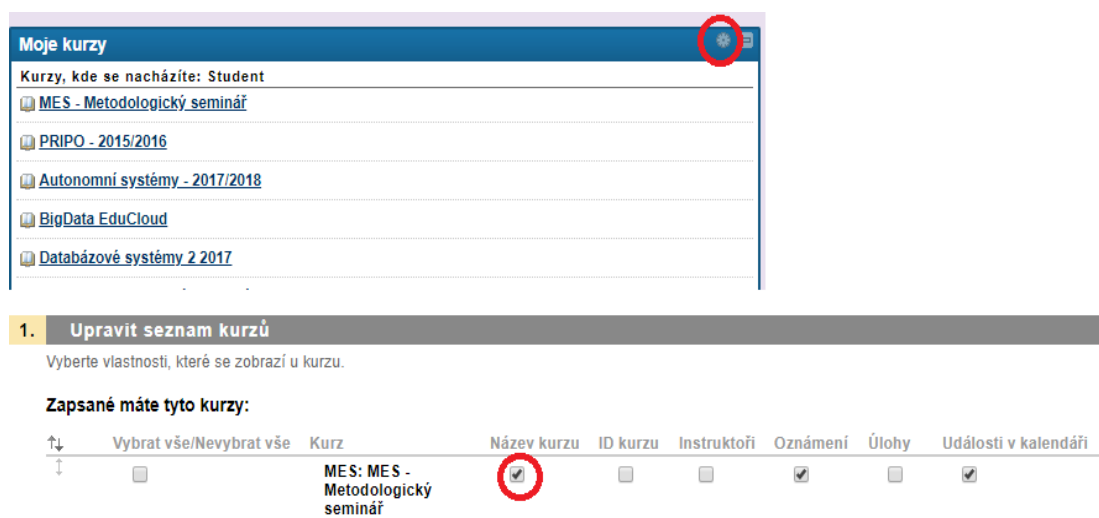 Moje kurzy
Kurzy, kde se nacházíte: Student
MES - Metodologický seminář
PRIPO - 2015/2016
Autonomní systémy - 2017/2018
BigData EduCloud
Databázové systémy 2 2017
1. Upravit seznam kurzů
Vyberte vlastnosti, které se zobrazí u kurzu.
Zapsané máte tyto kurzy:
Vybrat vše/Nevybrat vše Kurz Název kurzu ID kurzu Instruktoři Oznámení Úlohy Události v kalendáři
MES: MES -
Metodologický
seminář